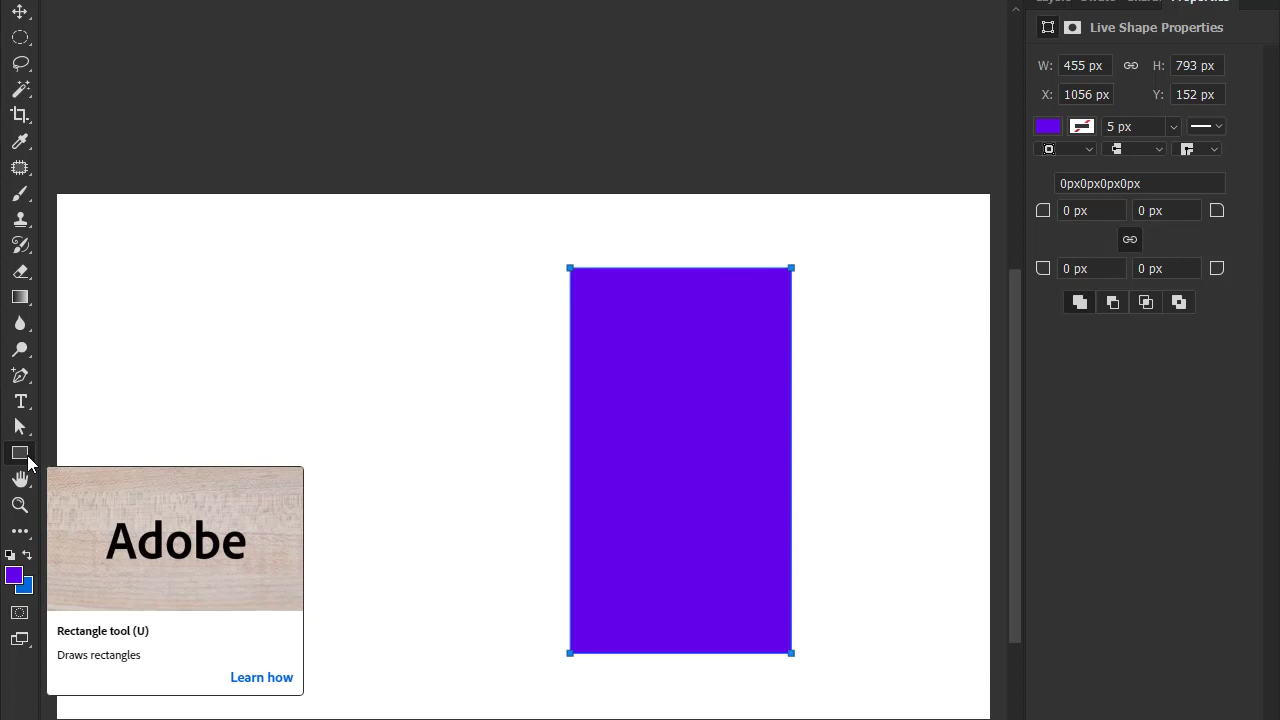 Properties
Live Shape Properties
W: 455 px H: 793 px
X: 1056 px Y: 152 px
5 px
0px0px0px0px
0 px 0 px
0 px 0 px
T
Adobe
Rectangle tool (U)
Draws rectangles
Learn how